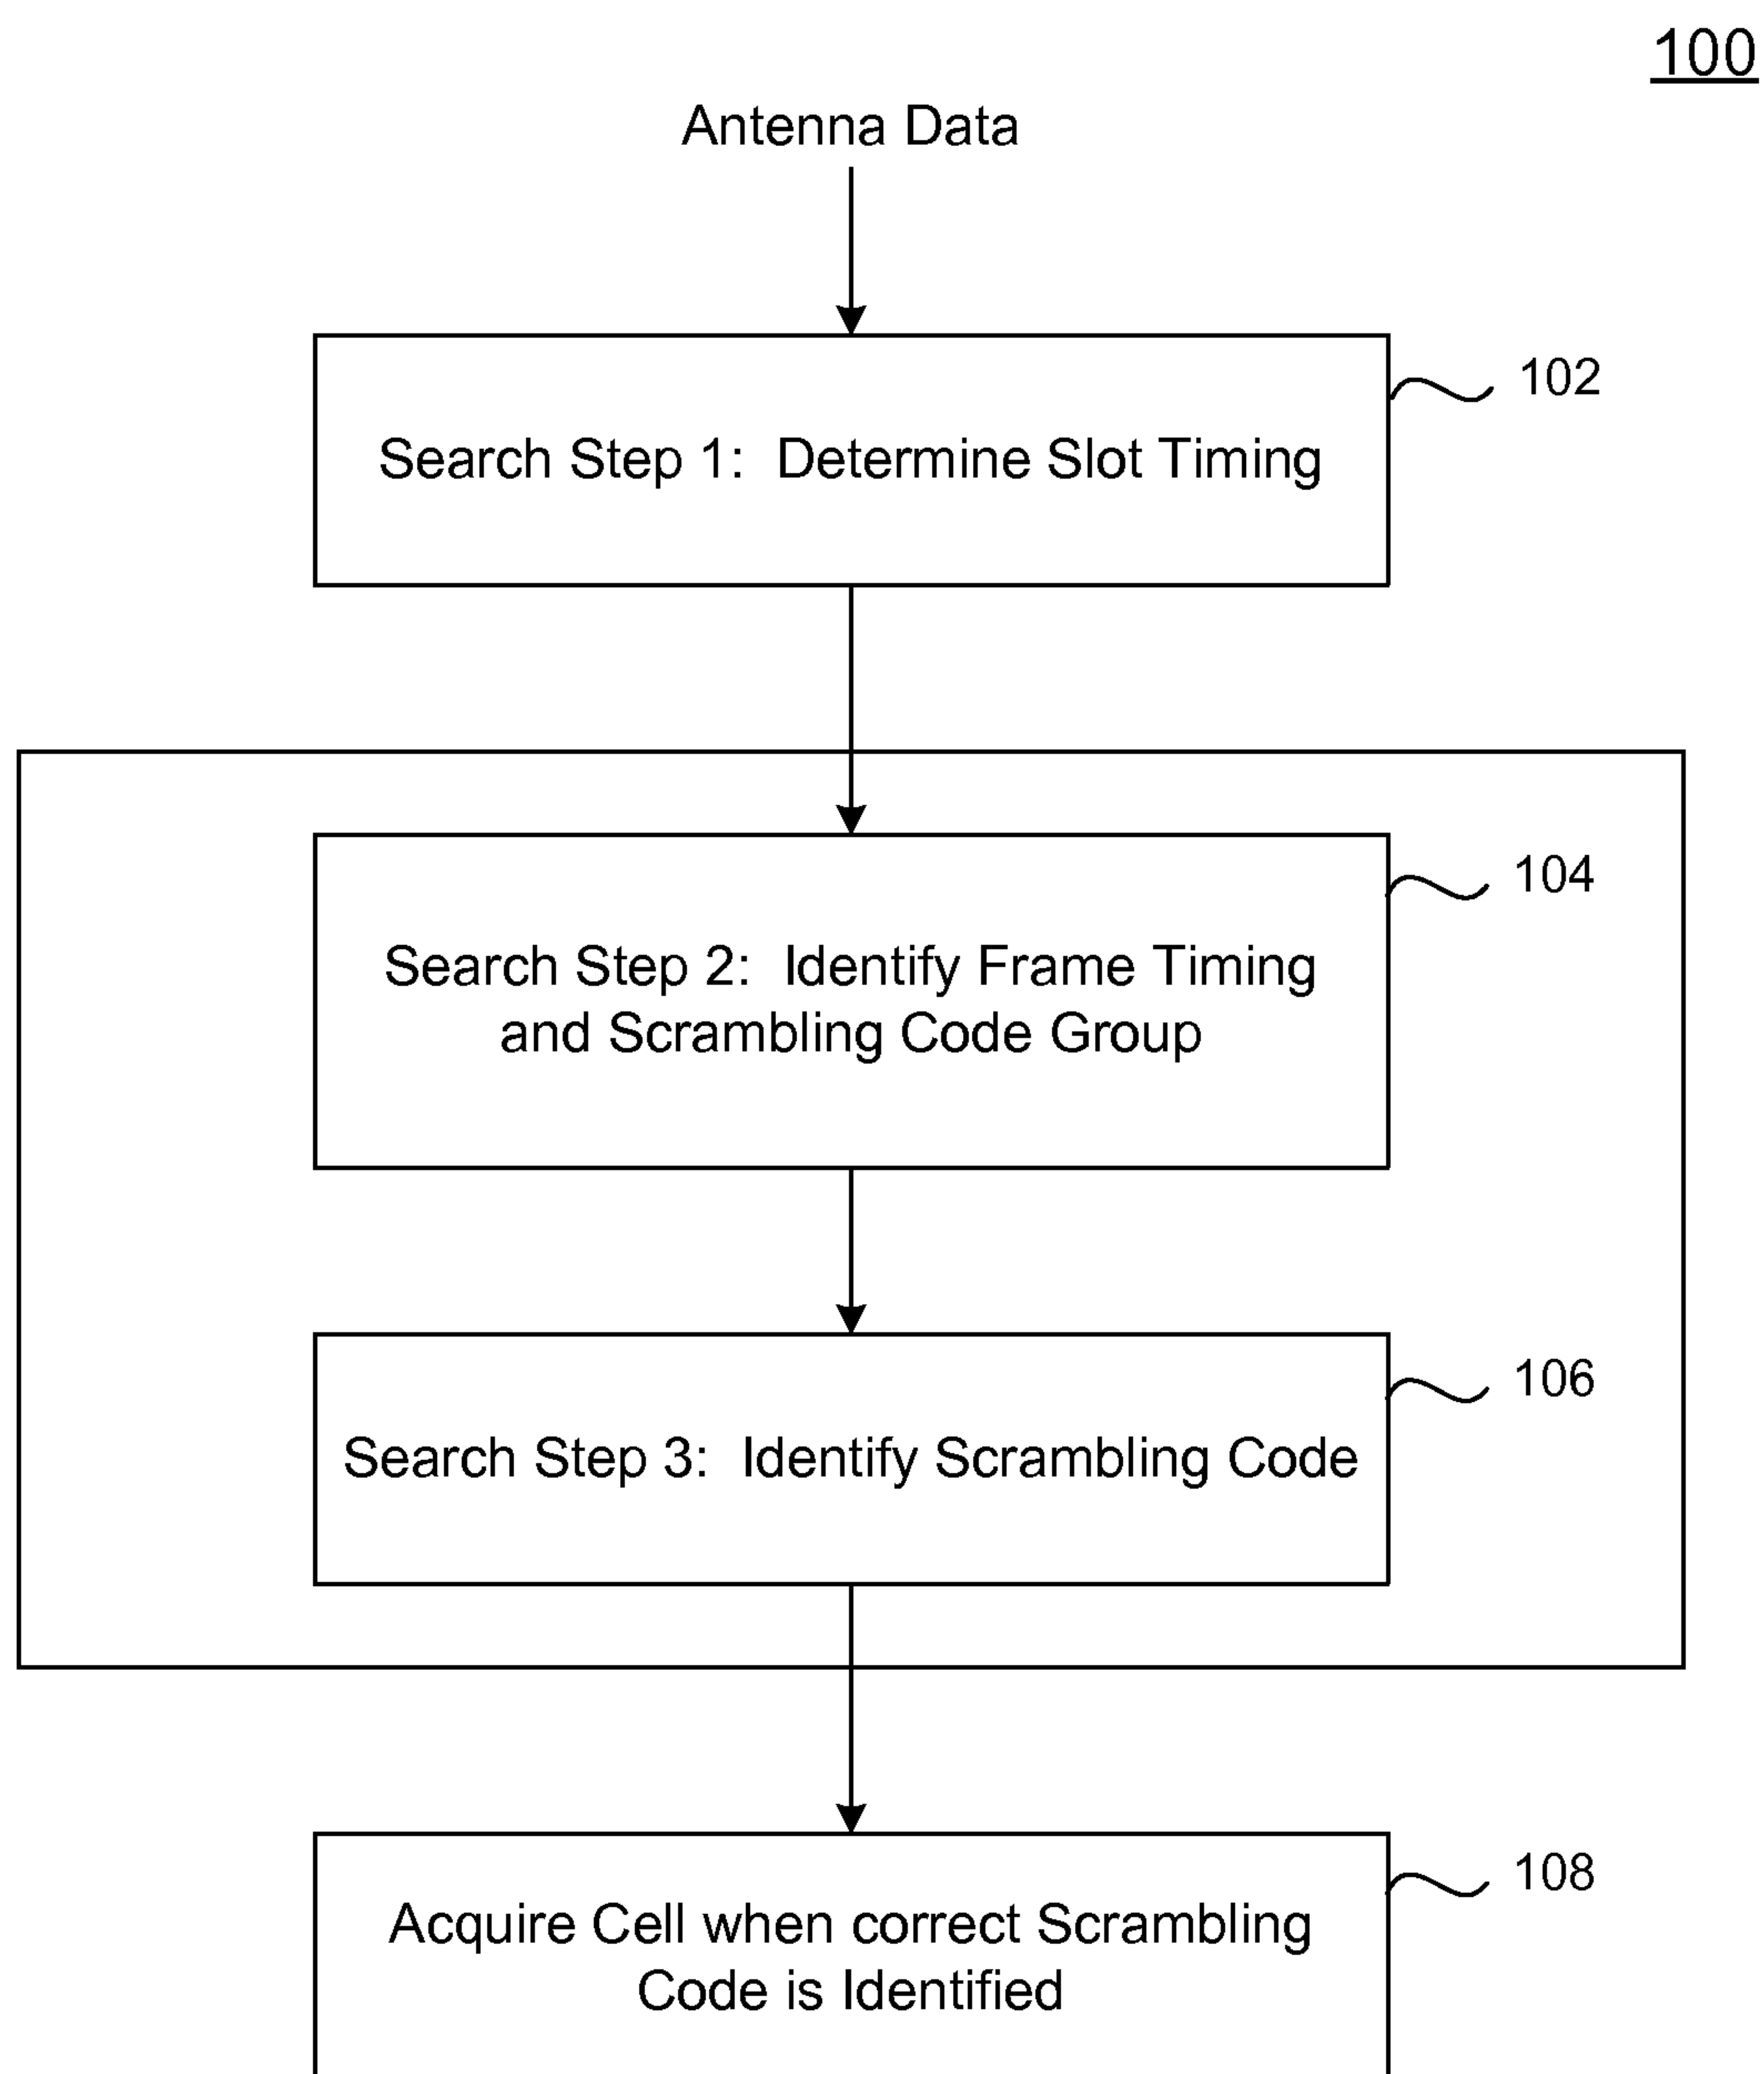 100
Antenna Data
102
Search Step 1: Determine Slot Timing
104
Search Step 2: Identify Frame Timing
and Scrambling Code Group
106
Search Step 3: Identify Scrambling Code
108
Acquire Cell when correct Scrambling
Code is Identified